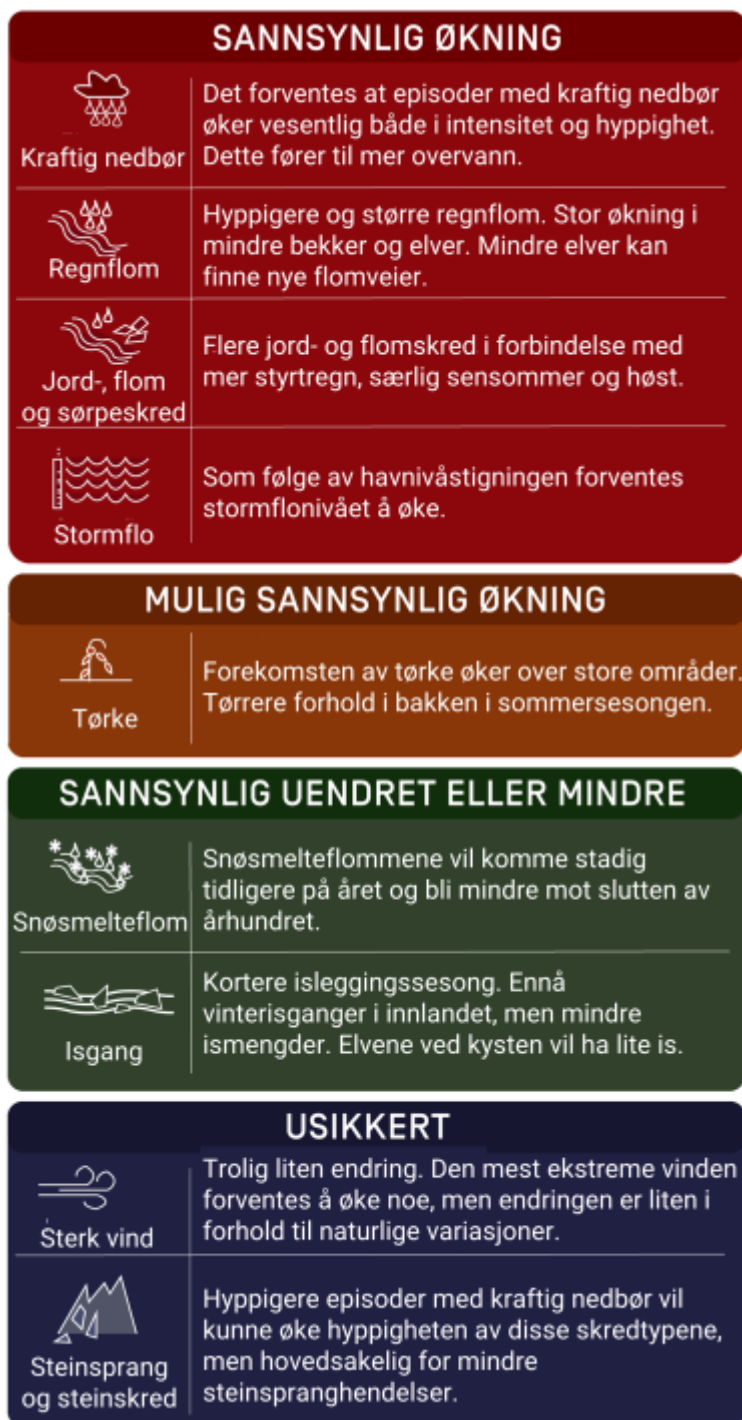 SANNSYNLIG ØKNING
Kraftig nedbør
Det forventes at episoder med kraftig nedbør
øker vesentlig både i intensitet og hyppighet.
Dette fører til mer overvann.
Regnflom
Hyppigere og større regnflom. Stor økning i
mindre bekker og elver. Mindre elver kan
finne nye flomveier.
Jord-, flom
og sørpeskred
Flere jord- og flomskred i forbindelse med
mer styrtregn, særlig sensommer og høst.
Stormflo
Som følge av havnivåstigningen forventes
stormflonivået å øke.
MULIG SANNSYNLIG ØKNING
Tørke
Forekomsten av tørke øker over store områder.
Tørrere forhold i bakken i sommersesongen.
SANNSYNLIG UENDRET ELLER MINDRE
Snøsmelteflom
Snøsmelteflommene vil komme stadig
tidligere på året og bli mindre mot slutten av
århundret.
Isgang
Kortere isleggingssesong. Ennå
vinterisganger i innlandet, men mindre
ismengder. Elvene ved kysten vil ha lite is.
USIKKERT
Sterk vind
Trolig liten endring. Den mest ekstreme vinden
forventes å øke noe, men endringen er liten i
forhold til naturlige variasjoner.
Steinsprang
og steinskred
Hyppigere episoder med kraftig nedbør vil
kunne øke hyppigheten av disse skredtypene,
men hovedsakelig for mindre
steinspranghendelser.